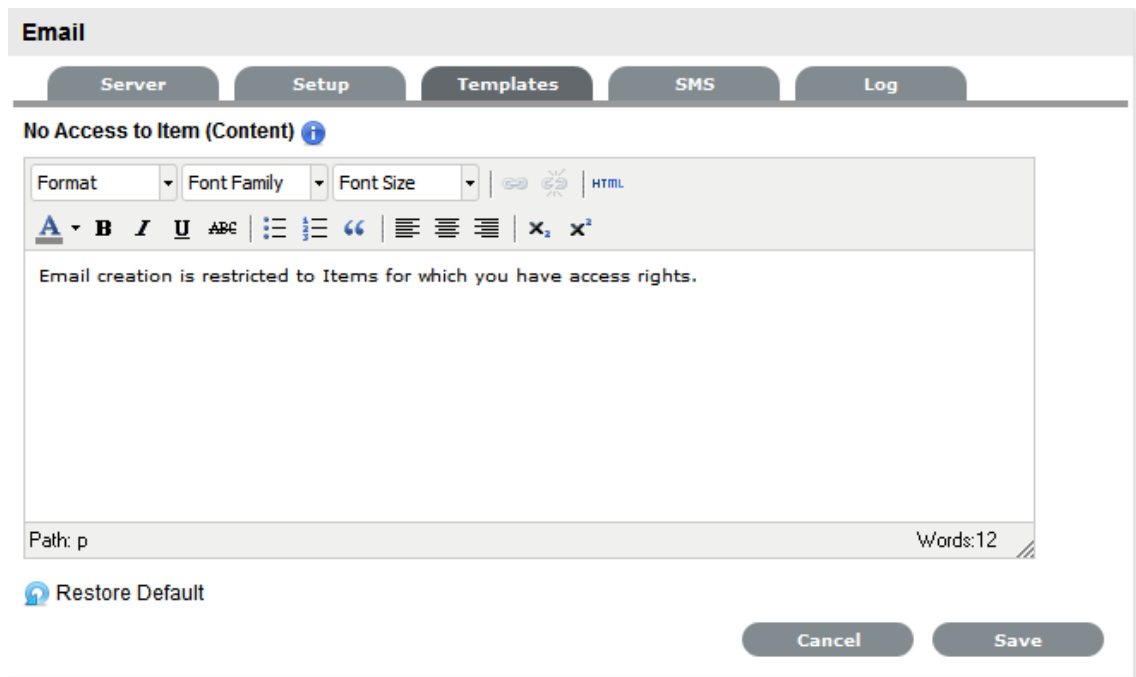 Email
Server Setup Templates SMS Log
No Access to Item (Content)
Format Font Family Font Size HTML
A B I U ABC
Email creation is restricted to Items for which you have access rights.
Path: p Words:12
Restore Default
Cancel Save